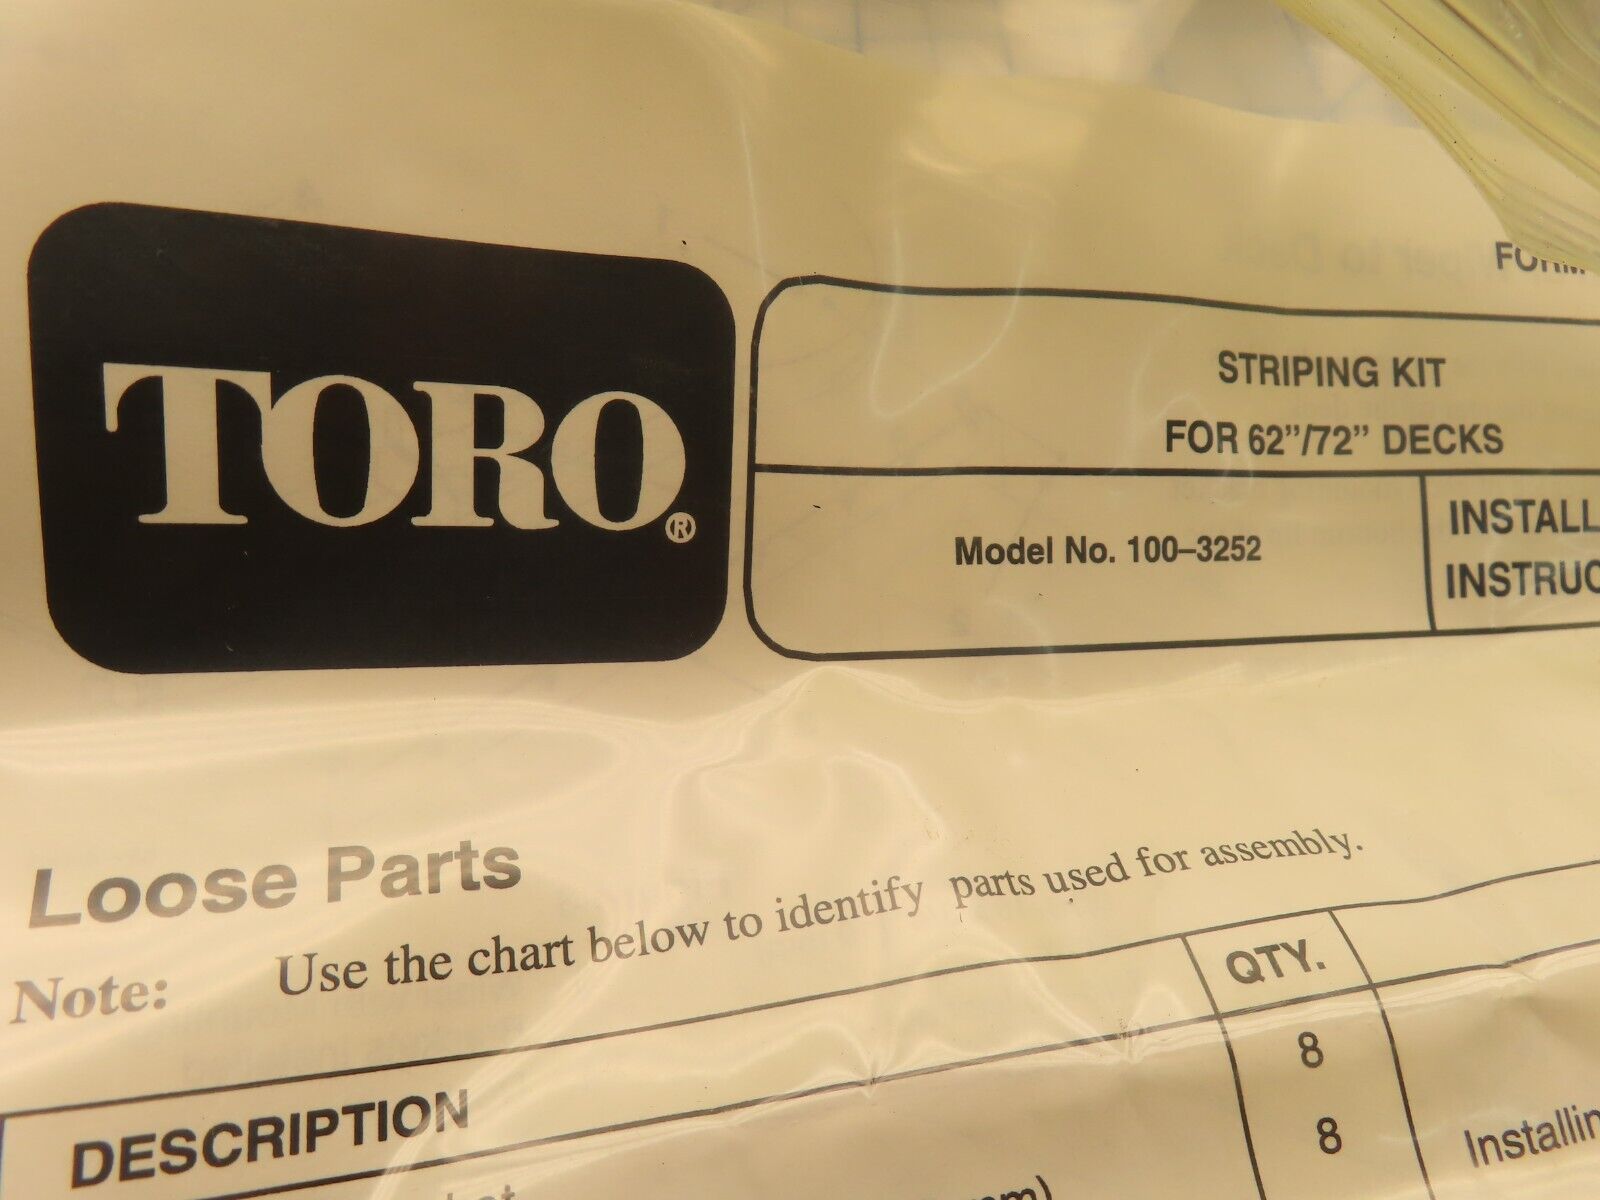 TORO®
FORM
STRIPING KIT
FOR 62”/72” DECKS
Model No. 100–3252
INSTALL
INSTRUC
Loose Parts
Note: Use the chart below to identify parts used for assembly.
DESCRIPTION QTY.
8
8 Installin
mm)